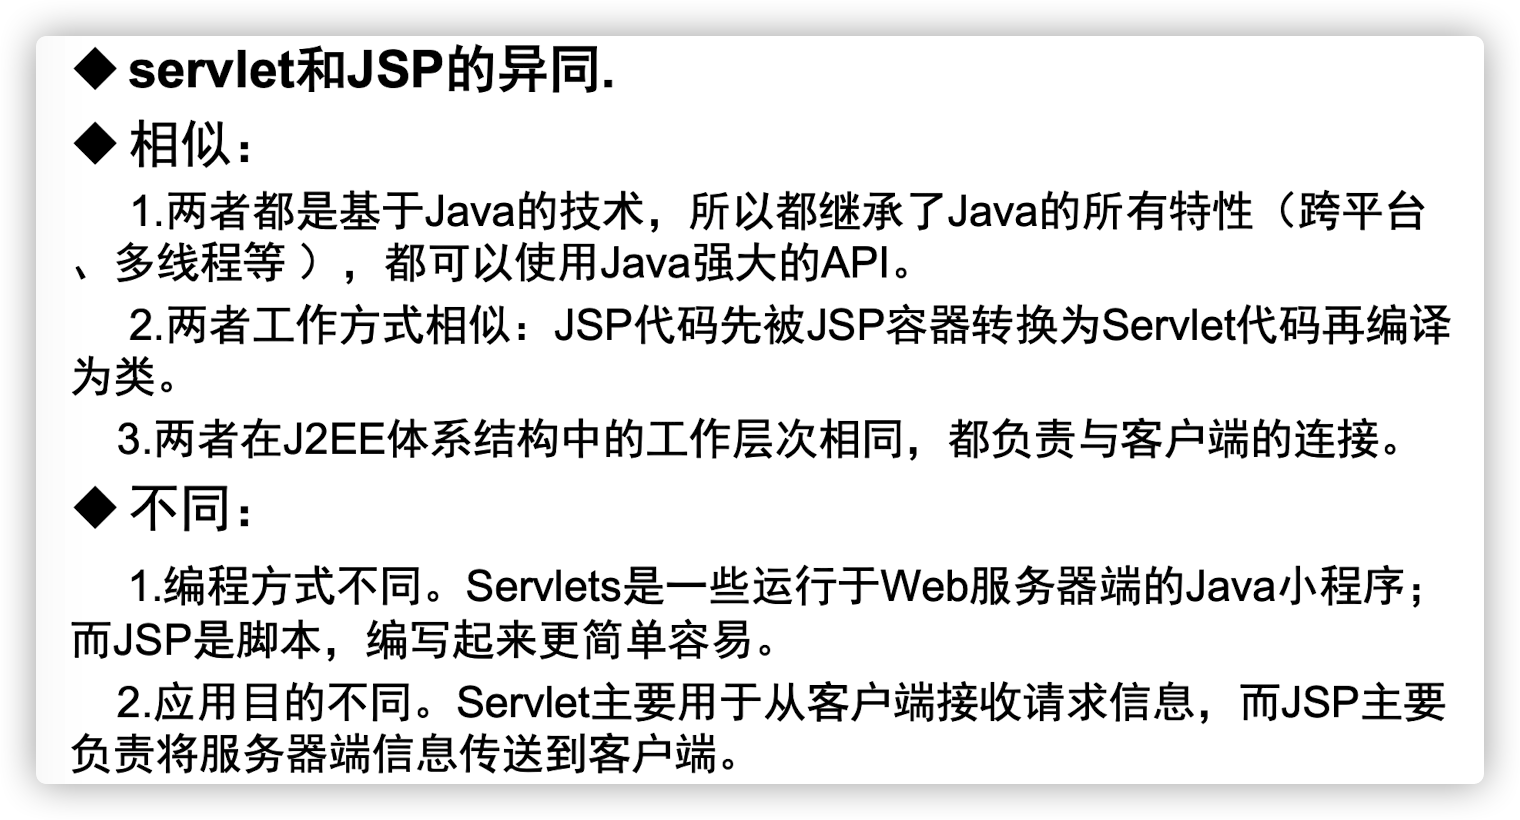 ◆ servlet和JSP的异同.
◆ 相似：
1.两者都是基于Java的技术，所以都继承了Java的所有特性（跨平台
、多线程等 ），都可以使用Java强大的API。
2.两者工作方式相似：JSP代码先被JSP容器转换为Servlet代码再编译
为类。
3.两者在J2EE体系结构中的工作层次相同，都负责与客户端的连接。
◆ 不同：
1.编程方式不同。Servlets是一些运行于Web服务器端的Java小程序；
而JSP是脚本，编写起来更简单容易。
2.应用目的不同。Servlet主要用于从客户端接收请求信息，而JSP主要
负责将服务器端信息传送到客户端。